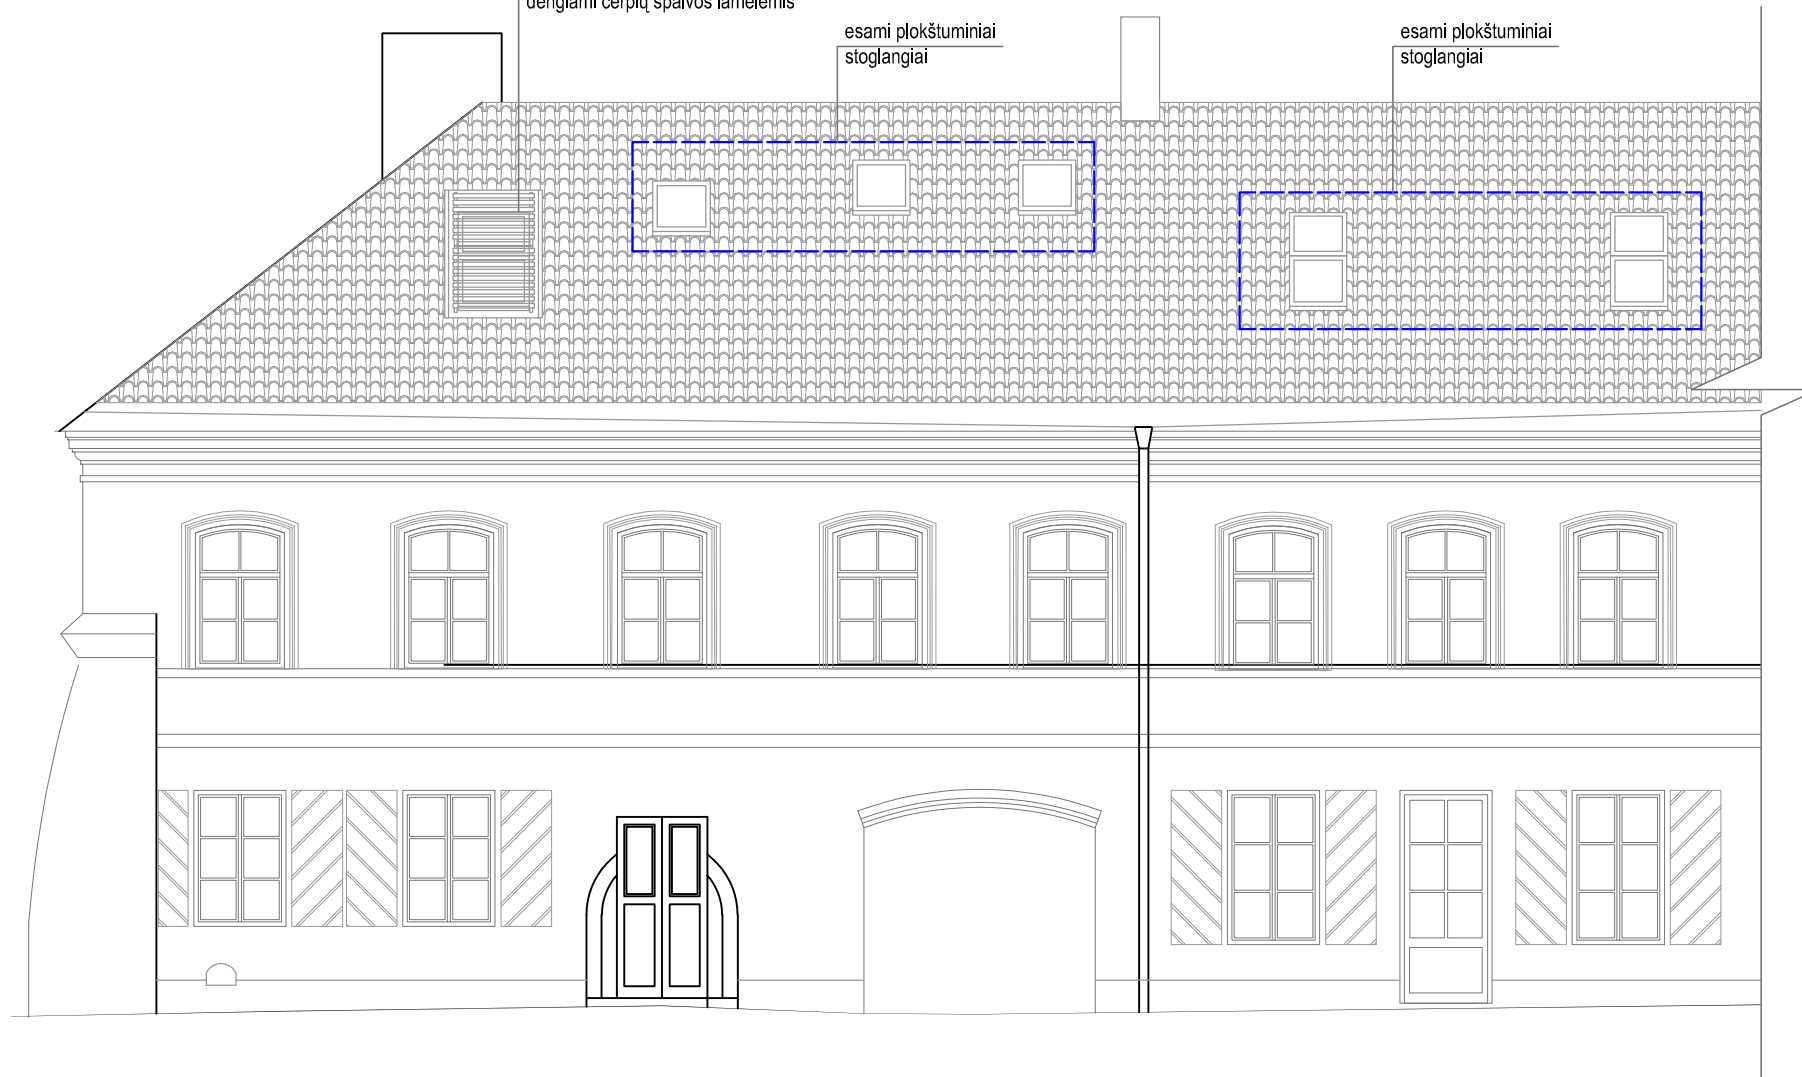 dengiami čerpių spalvos lamelėmis
esami plokštuminiai
stoglangiai
esami plokštuminiai
stoglangiai